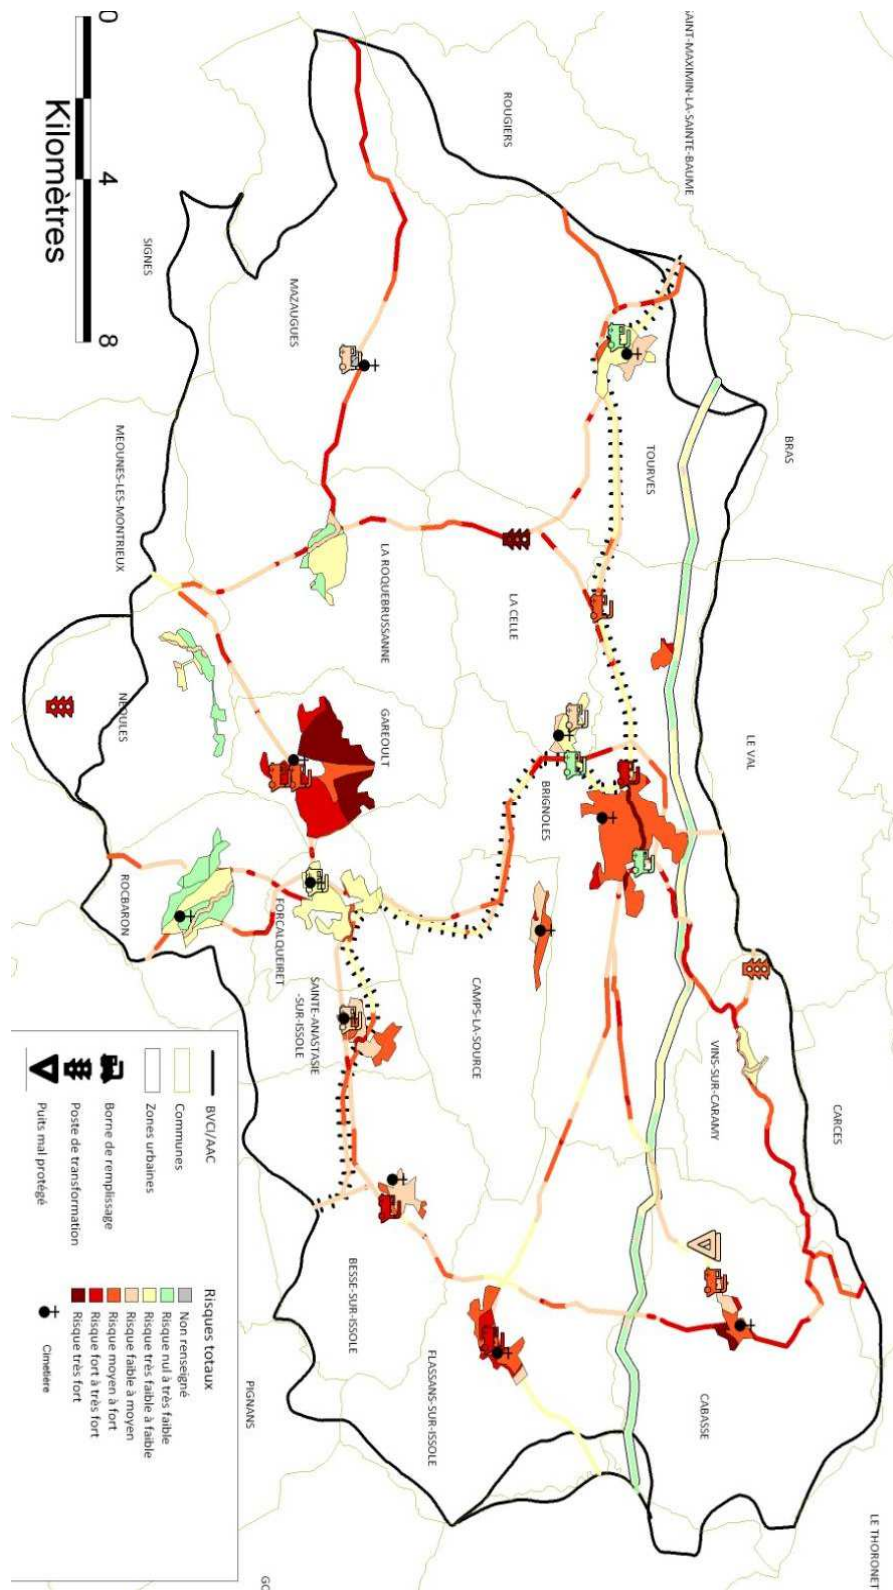 SAINT-MAXIMIN-LA-SAINTE-BAUME
BRAS
LE VAL
CARCES
LE THORONET
ROUGIERS
TOURVES
VINS-SUR-CARAMY
CABASSE
LA CELLE
BRIGNOLES
CAMPS-LA-SOURCE
FLASSANS-SUR-ISSOLE
MAZAUGUES
LA ROQUEBRUSSANNE
GAREOULT
FORCALQUEIRET
SAINTE-ANASTASIE
-SUR-ISSOLE
BESSE-SUR-ISSOLE
SIGNES
MEOUNES-LES-MONTRIEUX
NEOULES
ROCBARON
PIGNANS
GO
0 4 8
Kilomètres
BVCI/AAC
Communes
Zones urbaines
Borne de remplissage
Poste de transformation
Puits mal protégé
Risques totaux
Non renseigné
Risque nul à très faible
Risque très faible à faible
Risque faible à moyen
Risque moyen à fort
Risque fort à très fort
Risque très fort
Cimetière